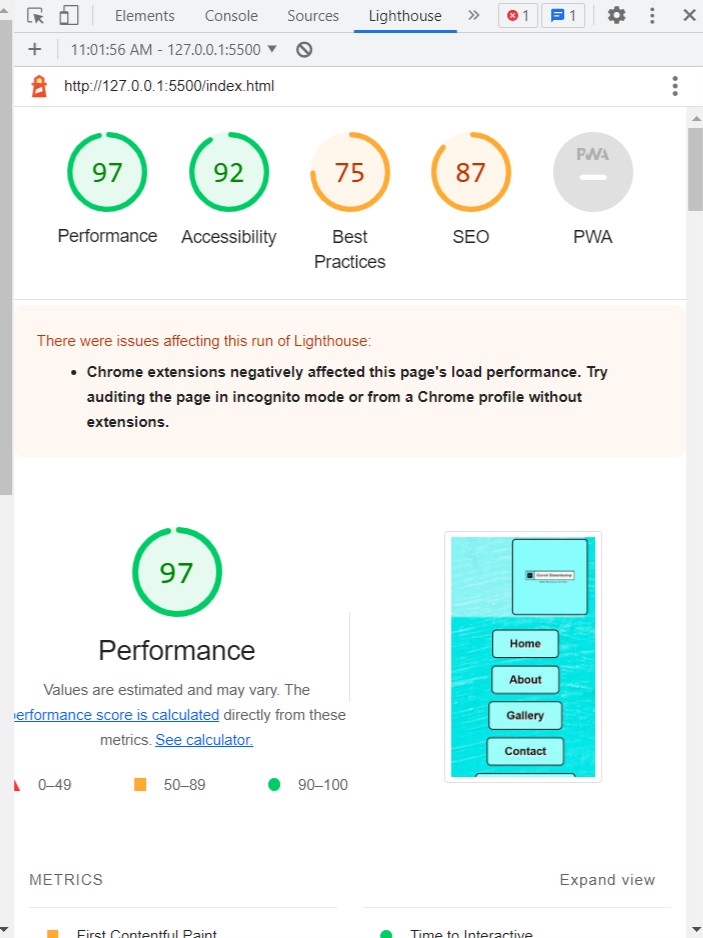 Elements Console Sources Lighthouse » 1 1
11:01:56 AM - 127.0.0.1:5500
http://127.0.0.1:5500/index.html
97 92 75 87 PWA
Performance Accessibility Best Practices SEO PWA
There were issues affecting this run of Lighthouse:
• Chrome extensions negatively affected this page's load performance. Try
auditing the page in incognito mode or from a Chrome profile without
extensions.
97
Performance
Values are estimated and may vary. The
performance score is calculated directly from these
metrics. See calculator.
0–49 50–89 90–100
Home
About
Gallery
Contact
METRICS Expand view
First Contentful Paint Time to Interactive